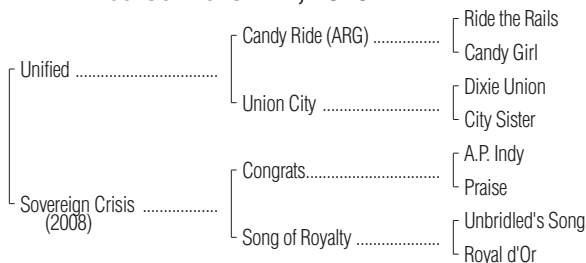 Ride the Rails
Candy Ride (ARG) ..................
Candy Girl
Unified ..................................
Dixie Union
Union City ............................
City Sister
A.P. Indy
Congrats...............................
Praise
Sovereign Crisis ..................
(2008)
Unbridled's Song
Song of Royalty ....................
Royal d'Or